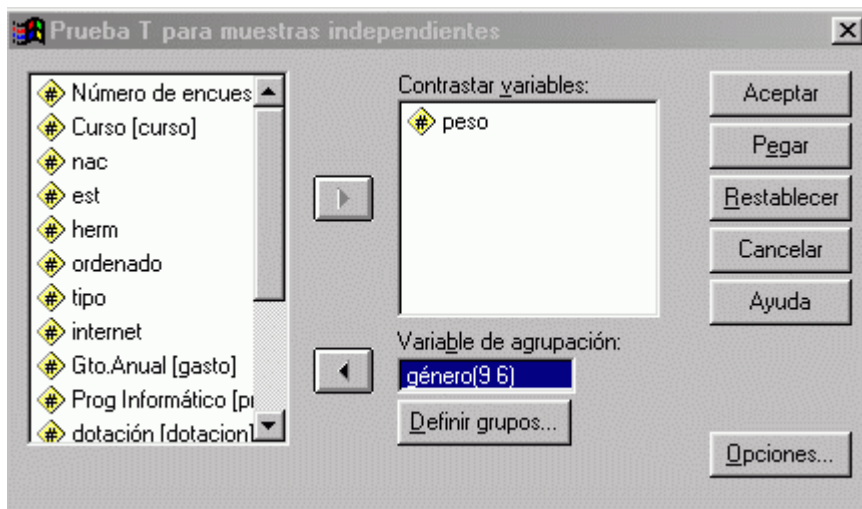 Prueba T para muestras independientes
Número de encues
Curso [curso]
nac
est
herm
ordenado
tipo
internet
Gto.Anual [gasto]
Prog Informático [pr
dotación [dotacion]
Contrastar variables:
peso
Variable de agrupación:
género(9 6)
Definir grupos...
Aceptar
Pegar
Restablecer
Cancelar
Ayuda
Opciones...